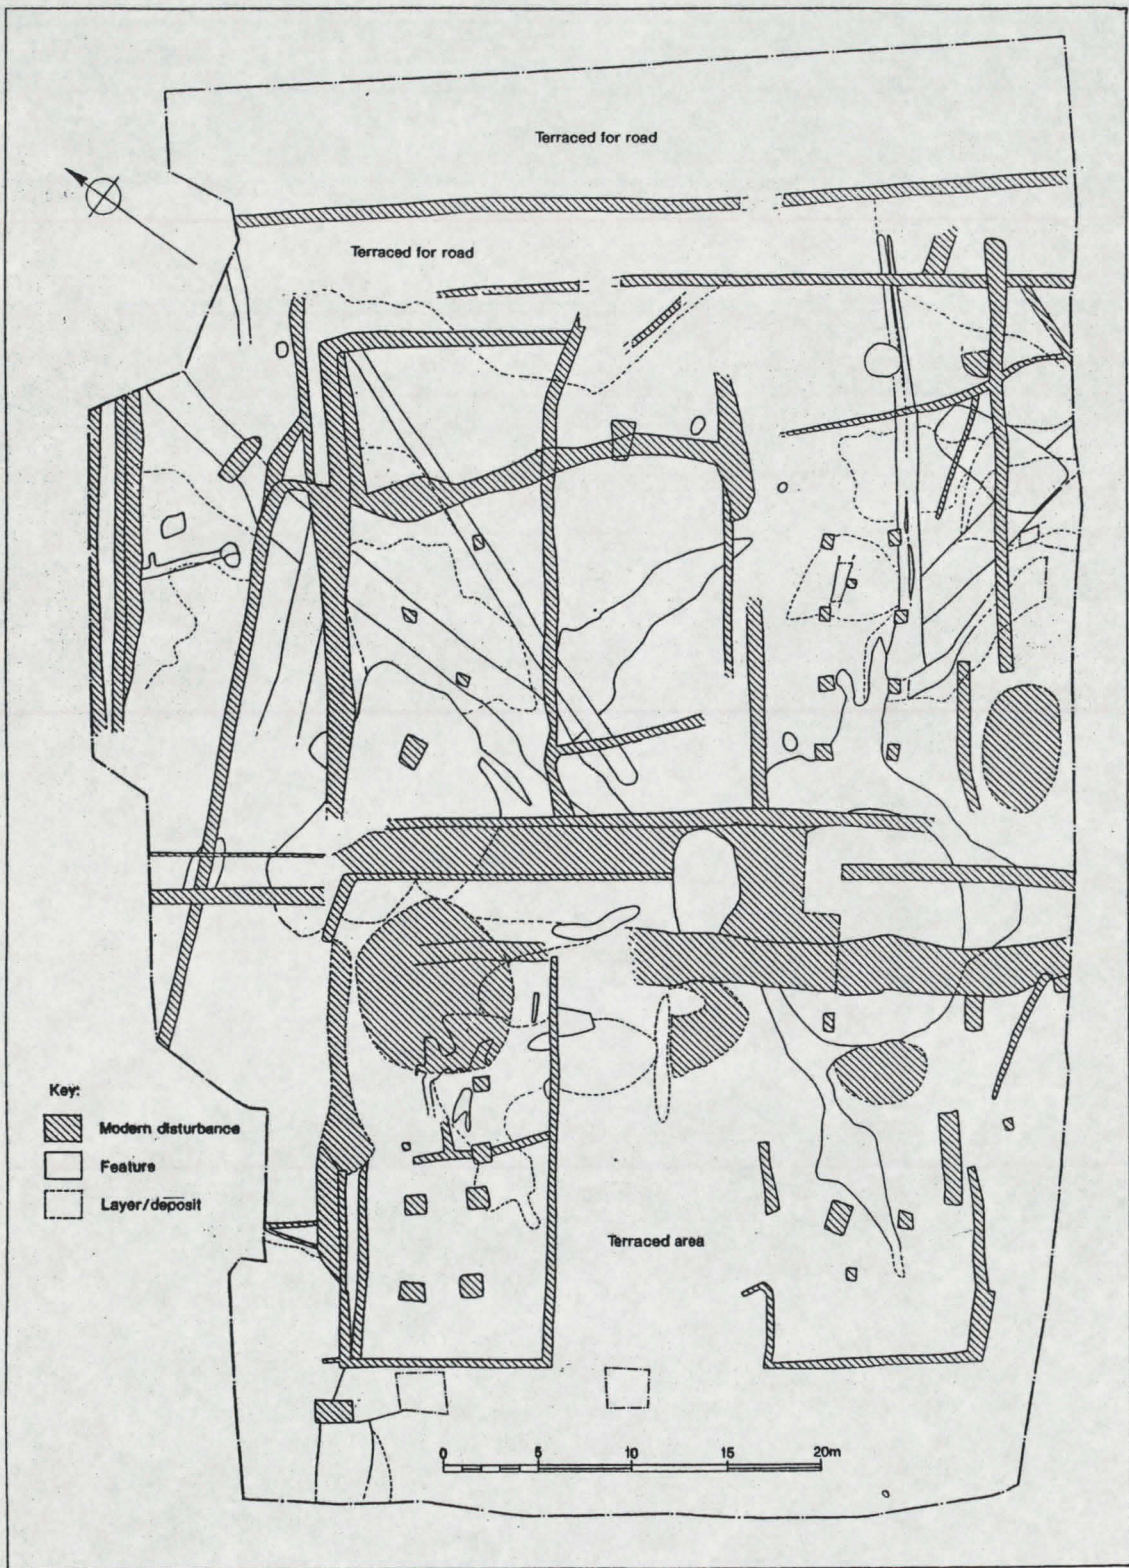 Terraced for road
Terraced for road
Key:
Modern disturbance
Feature
Layer/deposit
Terraced area
0 5 10 15 20m